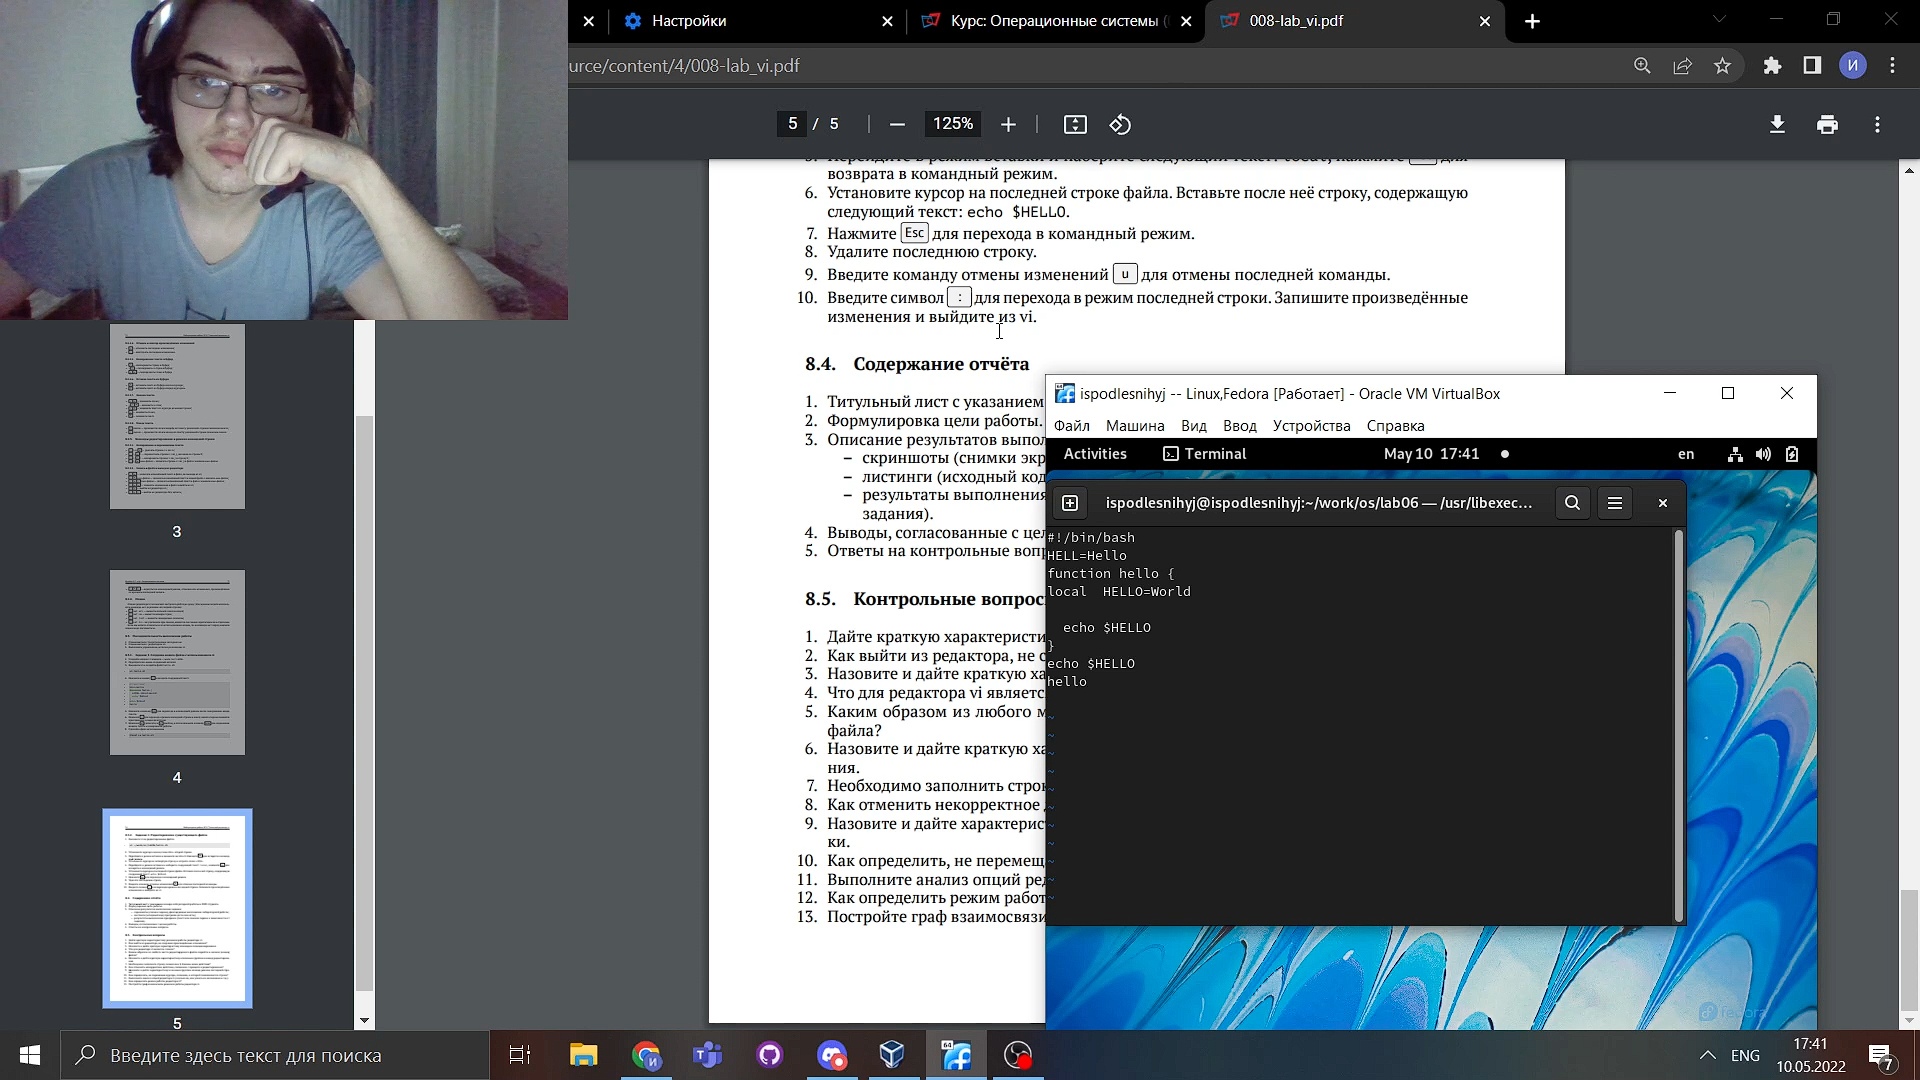 Настройки
Курс: Операционные системы (
008-lab_vi.pdf
urce/content/4/008-lab_vi.pdf
И
5 / 5
125%
возврата в командный режим.
6. Установите курсор на последней строке файла. Вставьте после неё строку, содержащую
следующий текст: echo $HELLO.
7. Нажмите Esc для перехода в командный режим.
8. Удалите последнюю строку.
9. Введите команду отмены изменений u для отмены последней команды.
10. Введите символ : для перехода в режим последней строки. Запишите произведённые
изменения и выйдите из vi.
8.4. Содержание отчёта
1. Титульный лист с указанием
2. Формулировка цели работы.
3. Описание результатов выпол
– скриншоты (снимки экр
– листинги (исходный код
– результаты выполнения
задания).
4. Выводы, согласованные с цел
5. Ответы на контрольные вопр
8.5. Контрольные вопрос
1. Дайте краткую характеристи
2. Как выйти из редактора, не с
3. Назовите и дайте краткую ха
4. Что для редактора vi являетс
5. Каким образом из любого м
файла?
6. Назовите и дайте краткую ха
ния.
7. Необходимо заполнить строк
8. Как отменить некорректное
9. Назовите и дайте характерис
ки.
10. Как определить, не перемещ
11. Выполните анализ опций ред
12. Как определить режим работ
13. Постройте граф взаимосвязи
3
4
5
ispodlesnihyj -- Linux,Fedora [Работает] - Oracle VM VirtualBox
Файл Машина Вид Ввод Устройства Справка
Activities Terminal May 10 17:41 en
ispodlesnihyj@ispodlesnihyj:~/work/os/lab06 — /usr/libexec...
#!/bin/bash
HELL=Hello
function hello {
local  HELLO=World
  echo $HELLO
}
echo $HELLO
hello
~
~
~
~
~
~
~
~
~
~
~
fedora
Введите здесь текст для поиска
64
ENG
17:41
10.05.2022
7